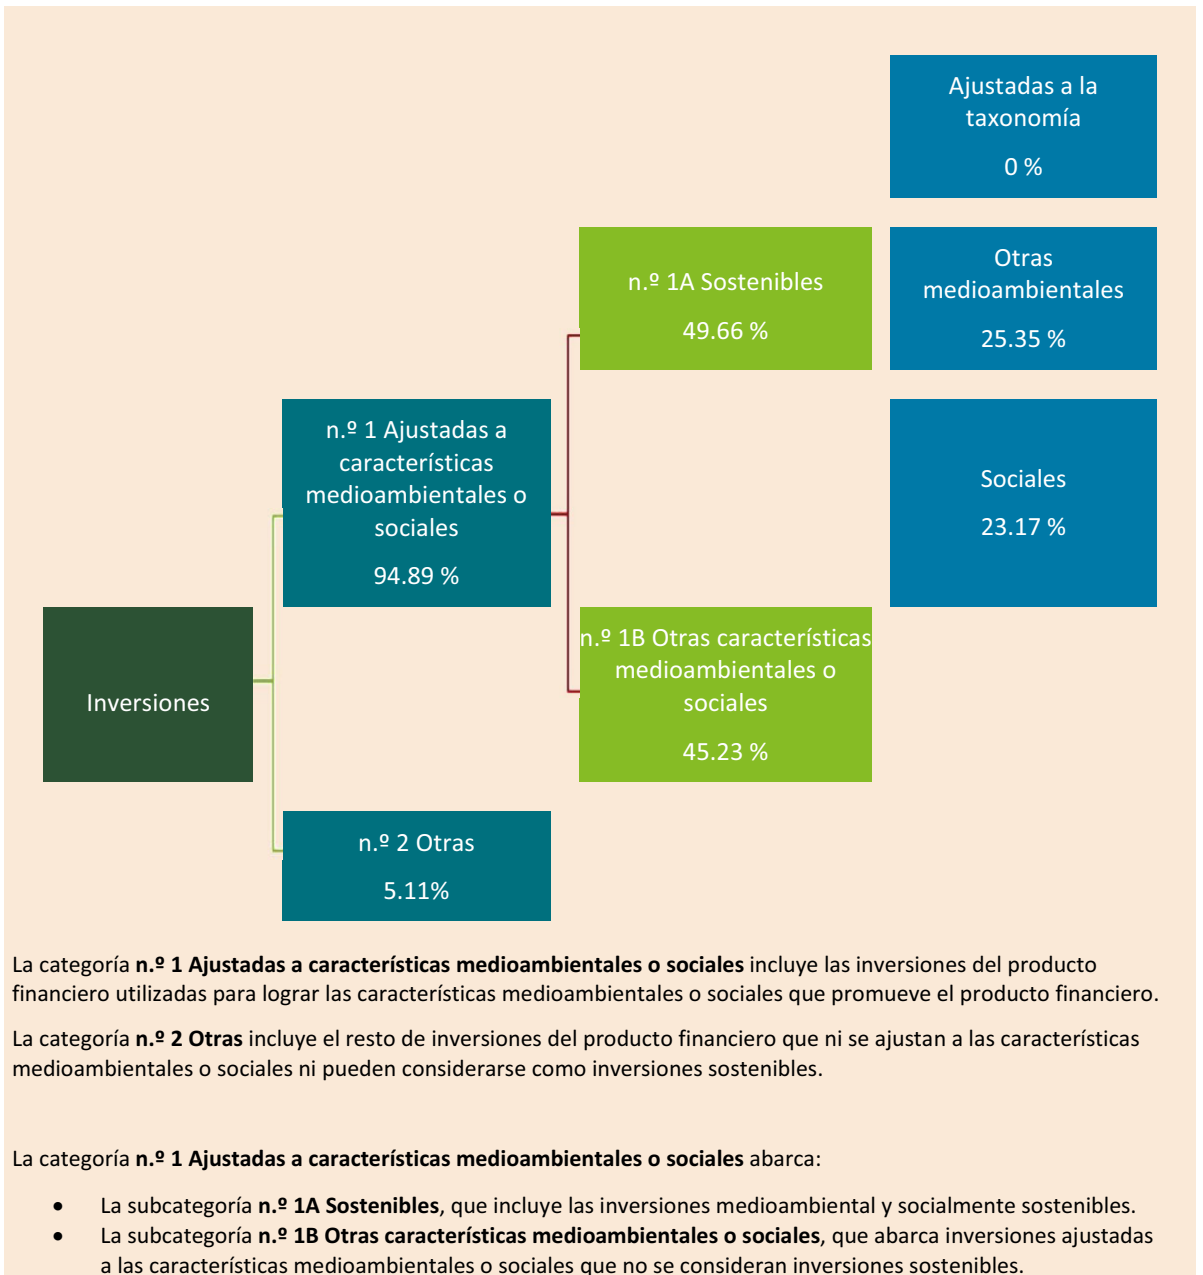 Ajustadas a la
taxonomía
0 %
n.º 1A Sostenibles
49.66 %
Otras
medioambientales
25.35 %
n.º 1 Ajustadas a
características
medioambientales o
sociales
94.89 %
Sociales
23.17 %
Inversiones
n.º 1B Otras características
medioambientales o
sociales
45.23 %
n.º 2 Otras
5.11%
La categoría n.º 1 Ajustadas a características medioambientales o sociales incluye las inversiones del producto
financiero utilizadas para lograr las características medioambientales o sociales que promueve el producto financiero.
La categoría n.º 2 Otras incluye el resto de inversiones del producto financiero que ni se ajustan a las características
medioambientales o sociales ni pueden considerarse como inversiones sostenibles.
La categoría n.º 1 Ajustadas a características medioambientales o sociales abarca:
• La subcategoría n.º 1A Sostenibles, que incluye las inversiones medioambiental y socialmente sostenibles.
• La subcategoría n.º 1B Otras características medioambientales o sociales, que abarca inversiones ajustadas
a las características medioambientales o sociales que no se consideran inversiones sostenibles.